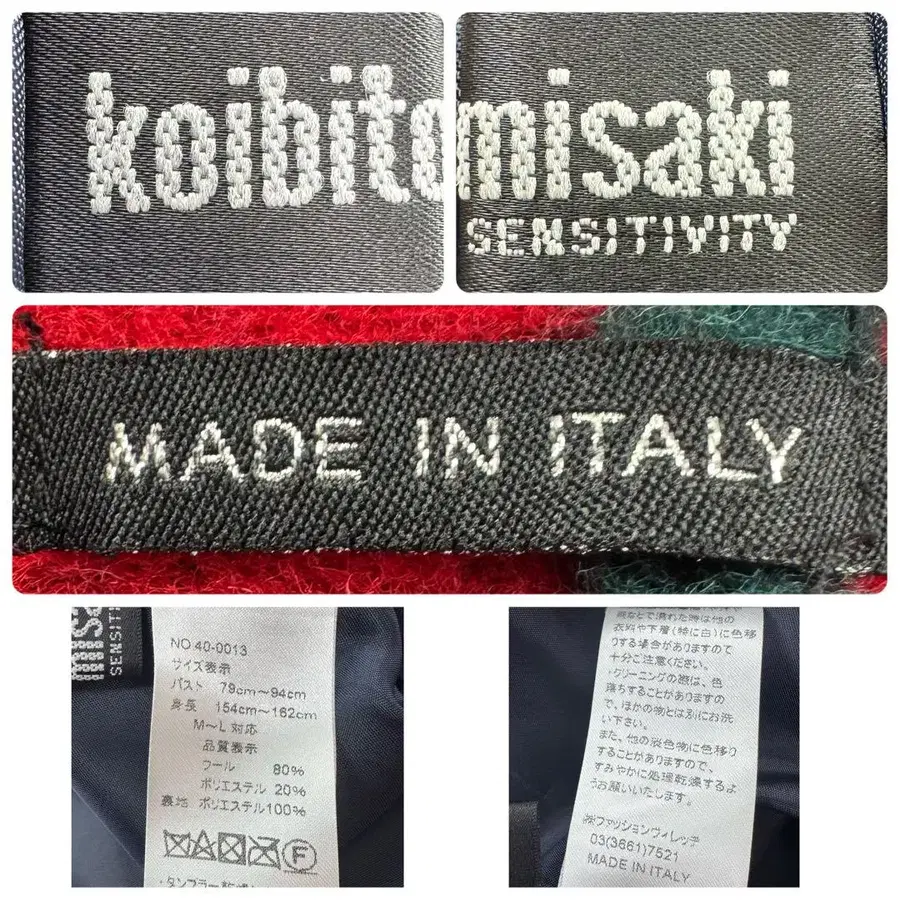 koibito
misaki
SENSITIVITY
MADE IN ITALY
SENSITI
NO.40-0013
サイズ表示
バスト 79cm〜94cm
身長 154cm〜162cm
M〜L 対応
品質表示
ウール 80%
ポリエステル 20%
裏地 ポリエステル100%
F
雨などで濡れた時は他の
衣料や下着(特に白)に色移
りする場合がありますので
十分ご注意ください。
・クリーニングの際は、色
落ちすることがありますの
で、ほかの物とは別にお洗
い下さい。
また、他の淡色物に色移り
することがありますので、
すみやかに処理乾燥するよ
うお願いいたします。
㈱ファッションヴィレッヂ
03(3661)7521
MADE IN ITALY